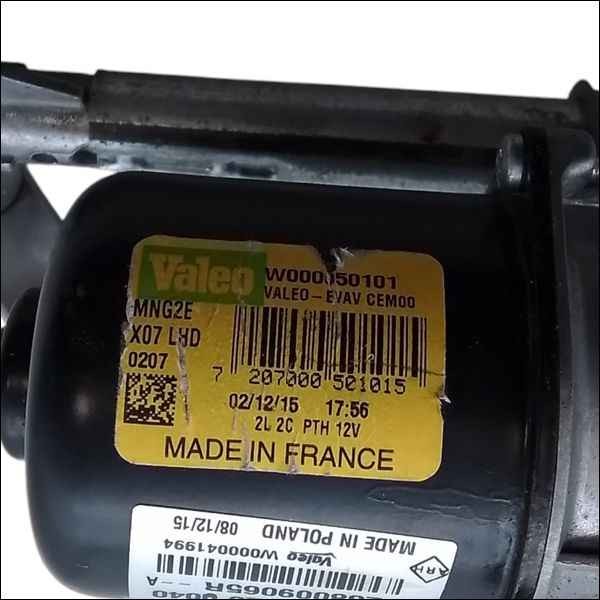 Valeo
W000050101
VALEO-EVAV CEM00
MNG2E
X07 LHD
0207
7 207000 501015
02/12/15 17:56
2L 2C PTH 12V
MADE IN FRANCE
ARH
MADE IN POLAND 08/12/15
Valeo W000041994